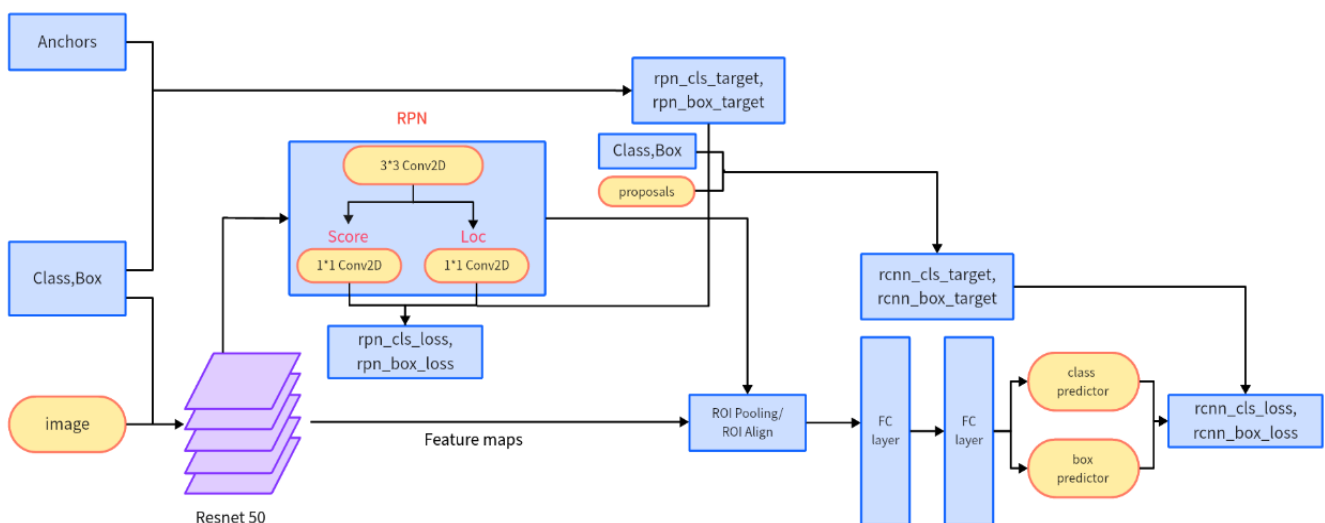 Anchors
rpn_cls_target,
rpn_box_target
RPN
3*3 Conv2D
Class,Box
proposals
Score
Loc
1*1 Conv2D
1*1 Conv2D
Class,Box
rcnn_cls_target,
rcnn_box_target
rpn_cls_loss,
rpn_box_loss
image
Feature maps
ROI Pooling/
ROI Align
FC
layer
FC
layer
class
predictor
box
predictor
rcnn_cls_loss,
rcnn_box_loss
Resnet 50